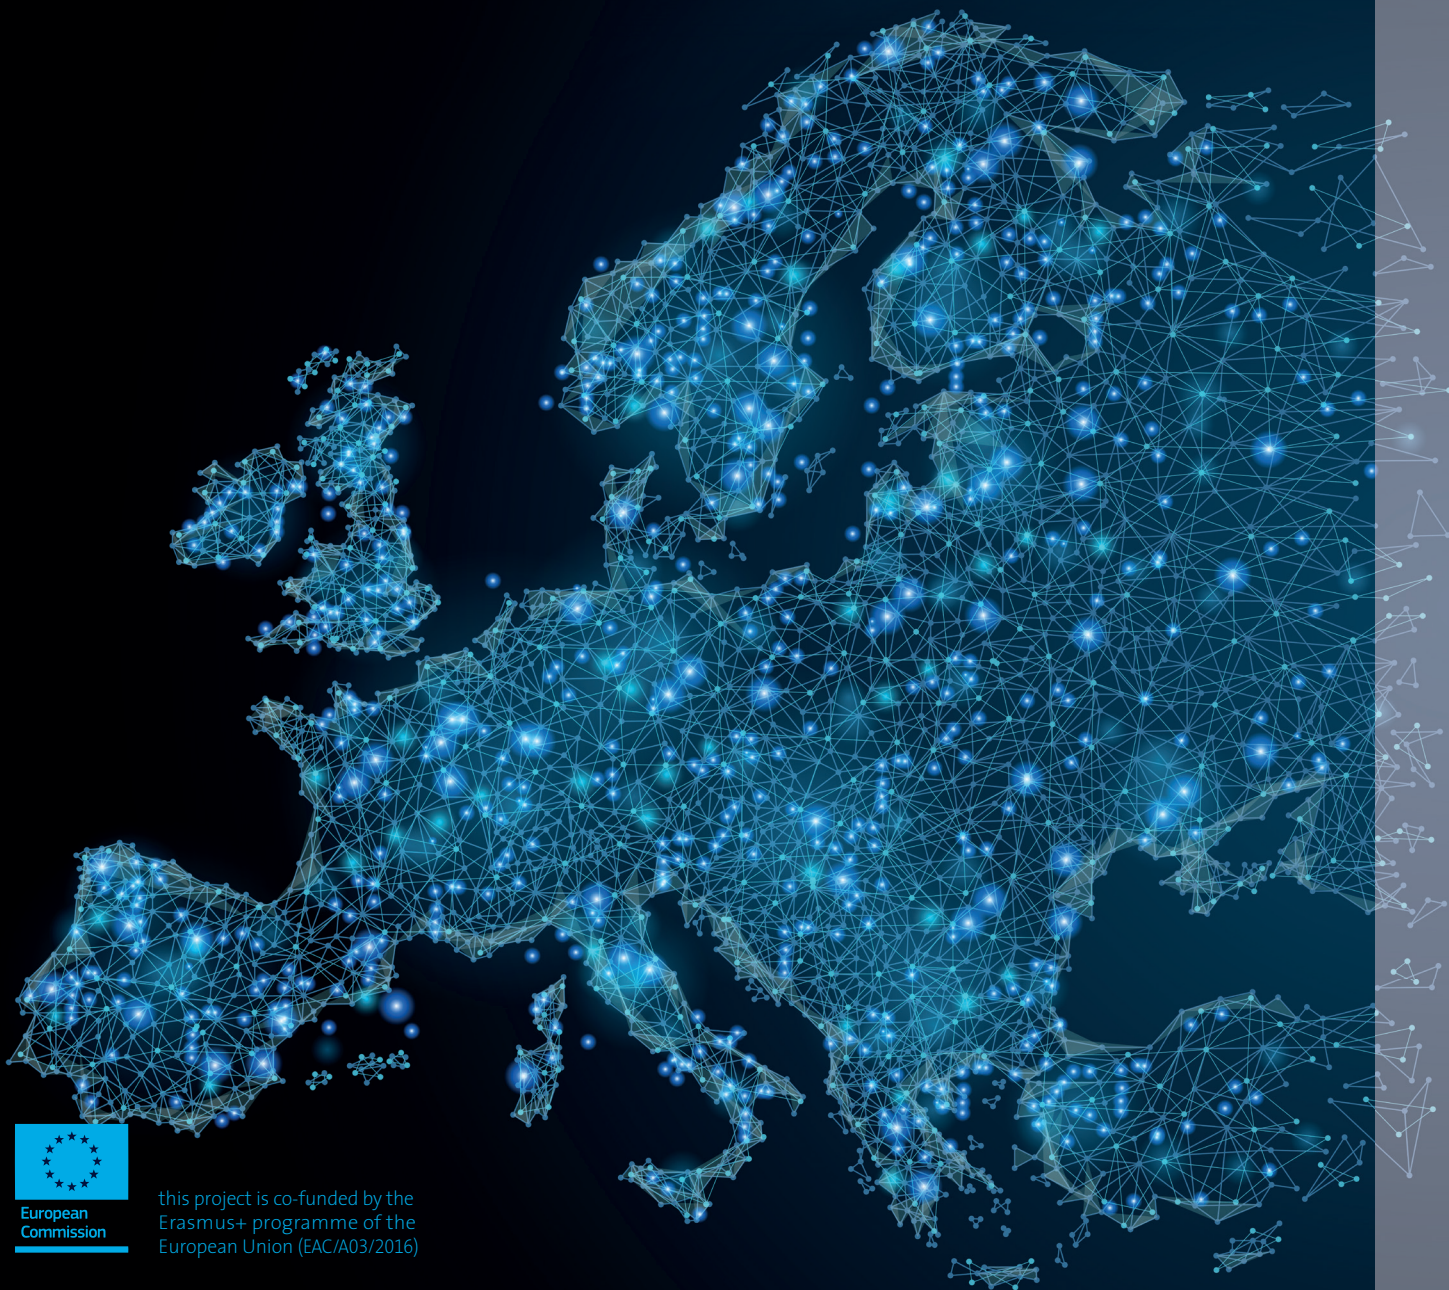 European
Commission
this project is co-funded by the
Erasmus+ programme of the
European Union (EAC/A03/2016)